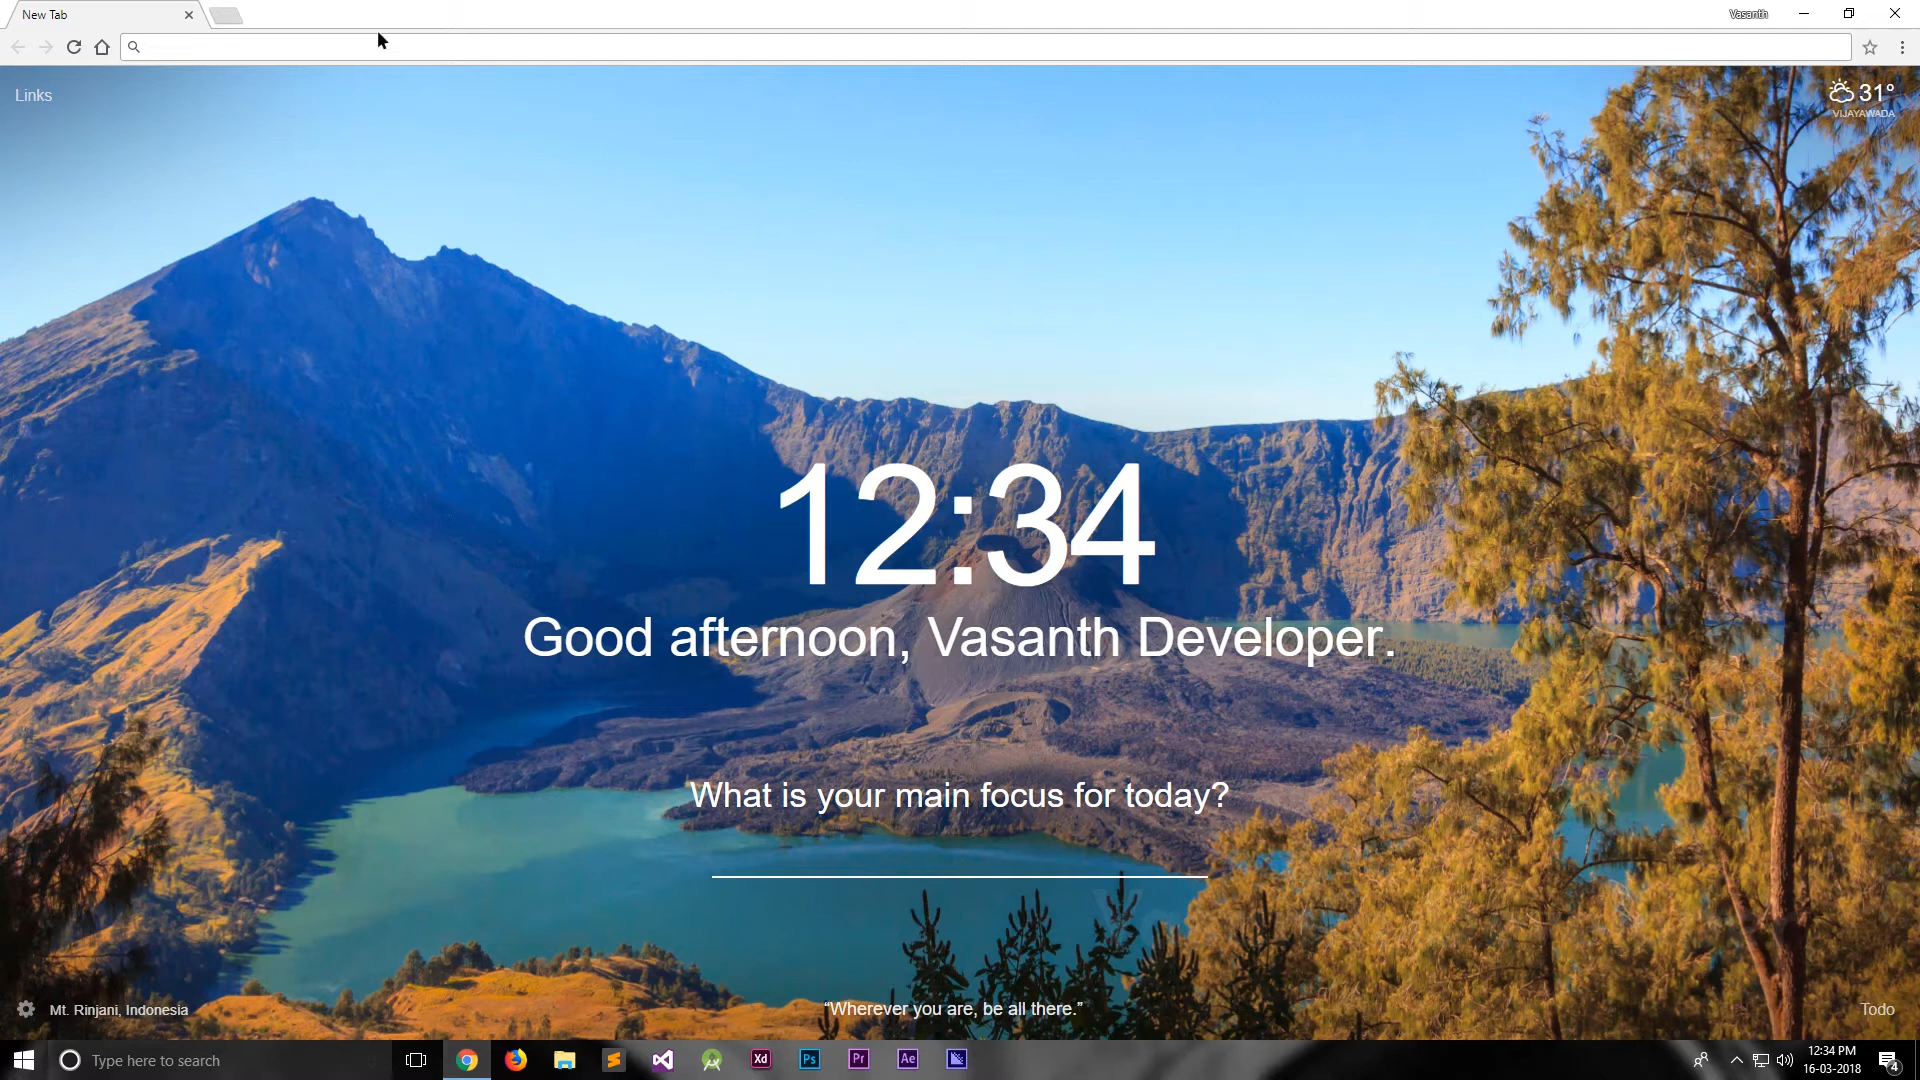 New Tab
Vasanth
Links
31°
VIJAYAWADA
12:34
Good afternoon, Vasanth Developer.
What is your main focus for today?
Mt. Rinjani, Indonesia
“Wherever you are, be all there.”
Todo
Type here to search
Xd
Ps
Pr
Ae
12:34 PM
16-03-2018
4